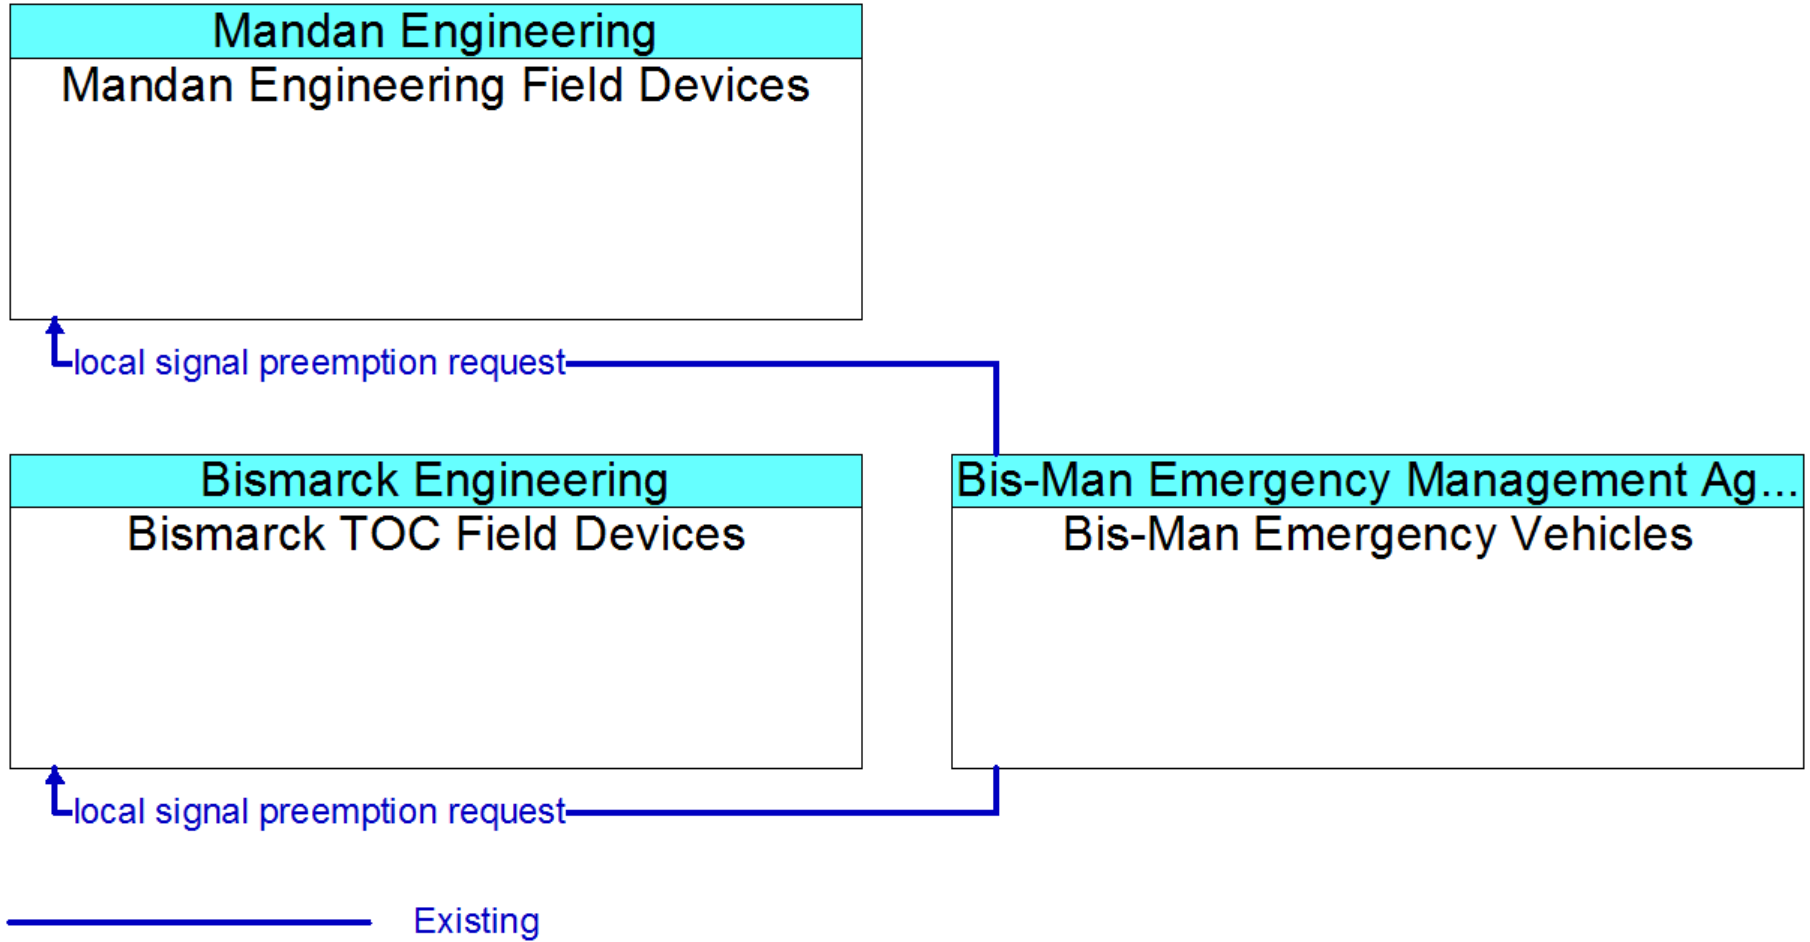 Mandan Engineering
Mandan Engineering Field Devices
local signal preemption request
Bismarck Engineering
Bismarck TOC Field Devices
Bis-Man Emergency Management Ag...
Bis-Man Emergency Vehicles
local signal preemption request
Existing